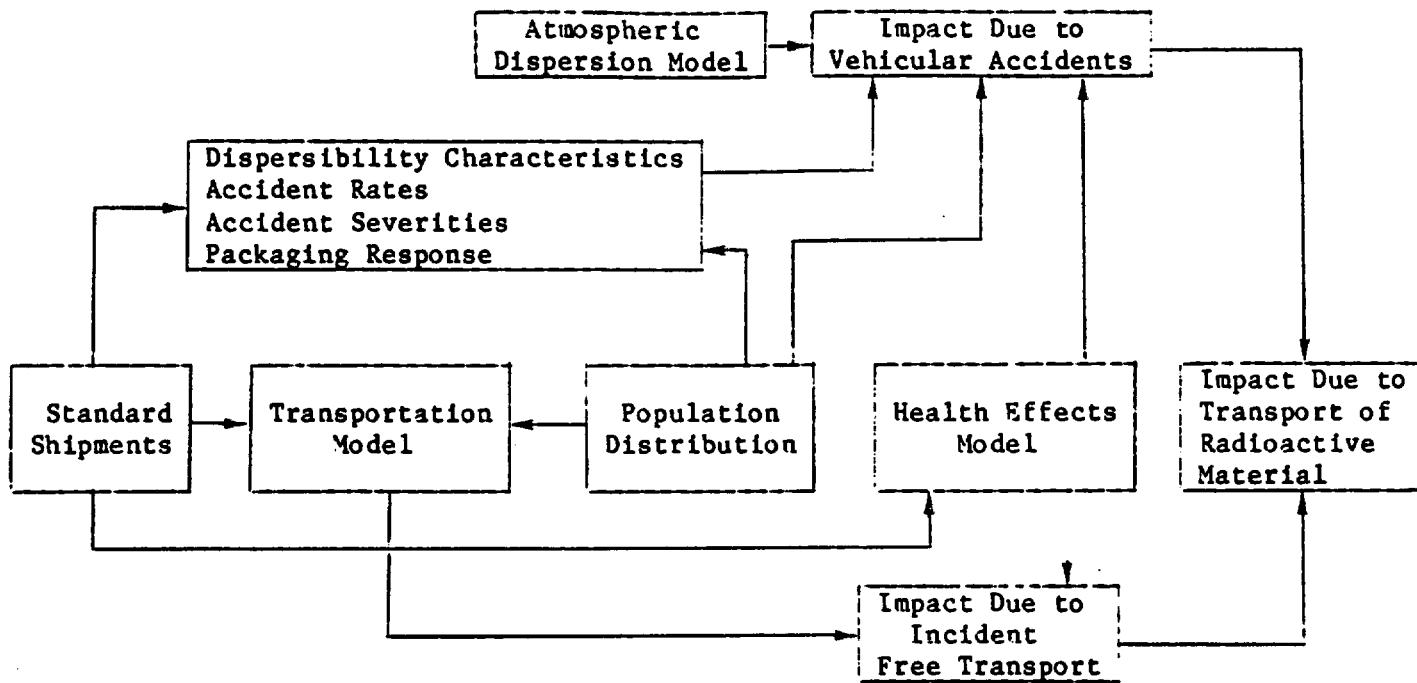 Atmospheric
Dispersion Model
Impact Due to
Vehicular Accidents
Dispersibility Characteristics
Accident Rates
Accident Severities
Packaging Response
Standard
Shipments
Transportation
Model
Population
Distribution
Health Effects
Model
Impact Due to
Transport of
Radioactive
Material
Impact Due to
Incident
Free Transport